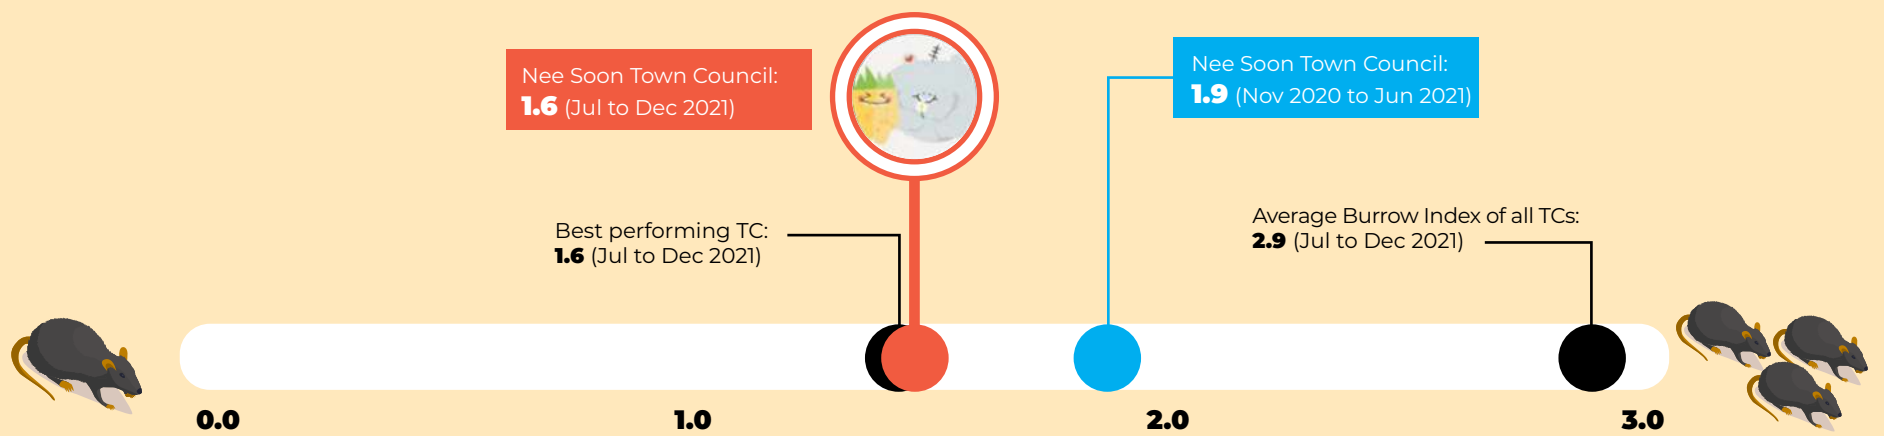 Nee Soon Town Council:
1.6 (Jul to Dec 2021)
Nee Soon Town Council:
1.9 (Nov 2020 to Jun 2021)
Best performing TC:
1.6 (Jul to Dec 2021)
Average Burrow Index of all TCs:
2.9 (Jul to Dec 2021)
0.0 1.0 2.0 3.0